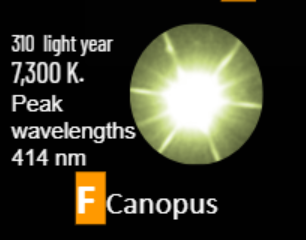 310 light year
7,300 K.
Peak
wavelengths
414 nm
F Canopus